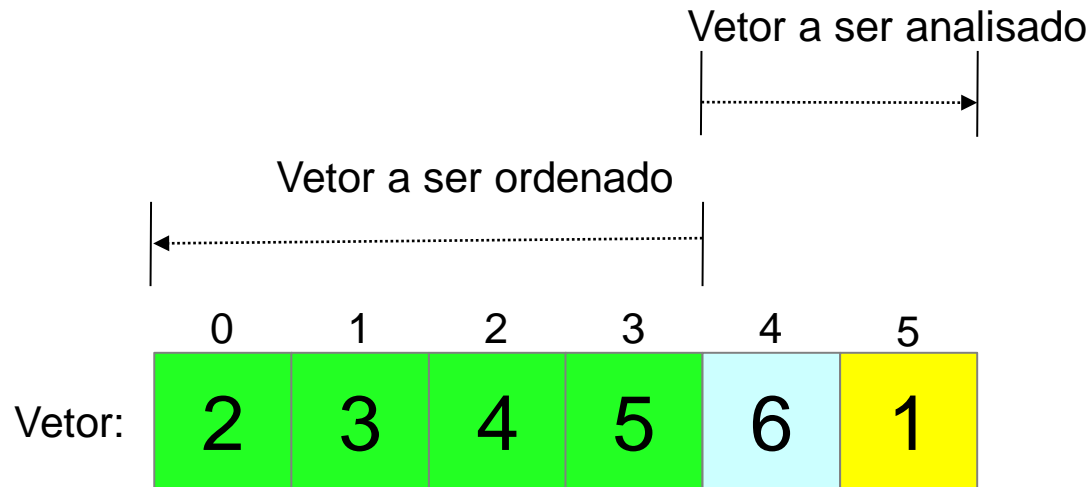 Vetor a ser analisado
Vetor a ser ordenado
0 1 2 3 4 5
Vetor: 2 3 4 5 6 1